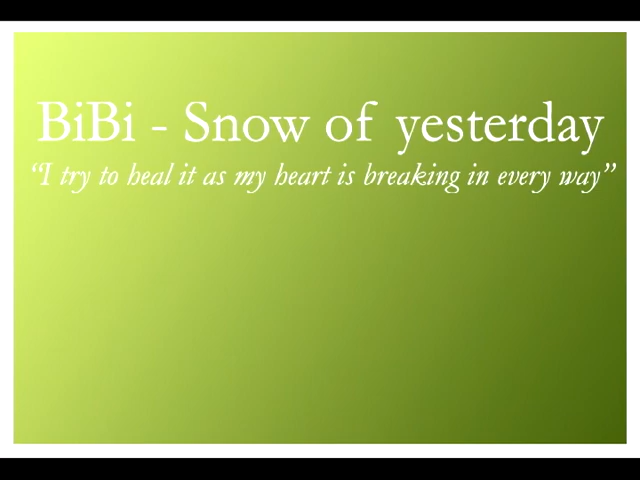 BiBi - Snow of yesterday
“I try to heal it as my heart is breaking in every way”